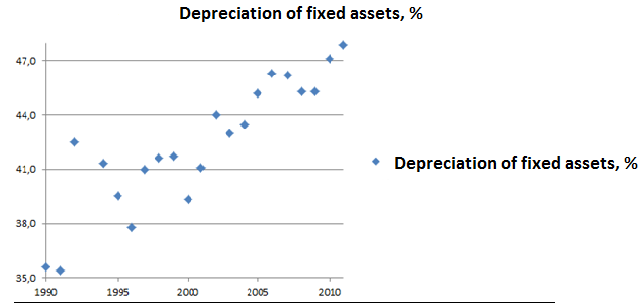 Depreciation of fixed assets, %
47,0
44,0
41,0
38,0
35,0
1990 1995 2000 2005 2010
Depreciation of fixed assets, %